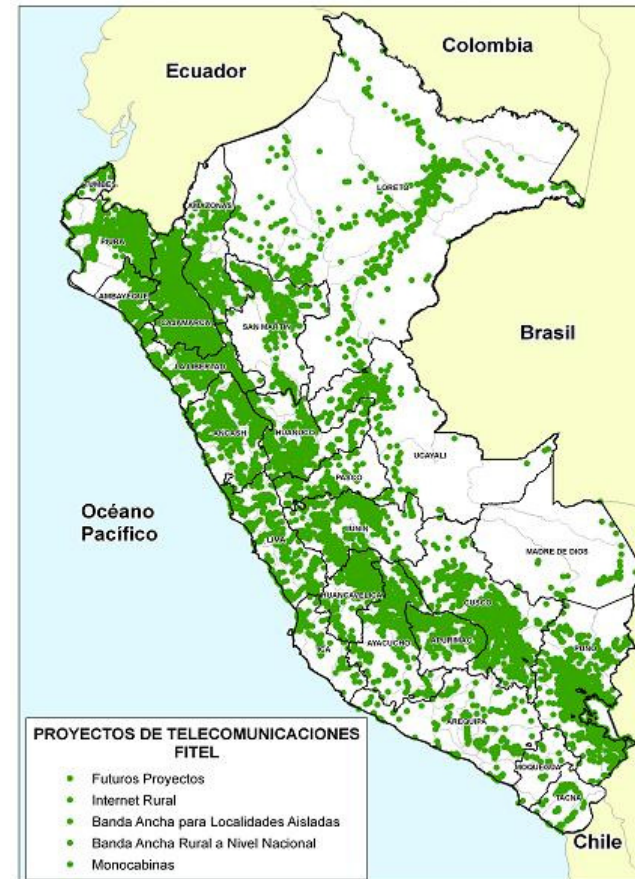 Colombia
Ecuador
LORETO
TUMBES
AMAZONAS
PIURA
LAMBAYEQUE
CAJAMARCA
SAN MARTIN
Brasil
LA LIBERTAD
ANCASH
HUANUCO
UCAYALI
PASCO
Océano
Pacífico
JUNIN
LIMA
MADRE DE DIOS
HUANCAVELICA
CUSCO
ICA
AYACUCHO
APURIMAC
PUNO
AREQUIPA
MOQUEGUA
TACNA
Chile
PROYECTOS DE TELECOMUNICACIONES
FITEL
Futuros Proyectos
Internet Rural
Banda Ancha para Localidades Aisladas
Banda Ancha Rural a Nivel Nacional
Monocabinas